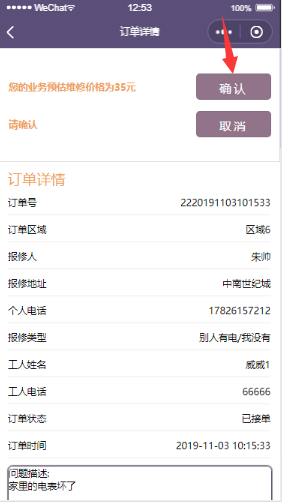 WeChat
12:53
100%
订单详情
您的业务预估维修价格为35元
确认
请确认
取消
订单详情
订单号 2220191103101533
订单区域 区域6
报修人 朱帅
报修地址 中南世纪城
个人电话 17826157212
报修类型 别人有电/我没有
工人姓名 威威1
工人电话 66666
订单状态 已接单
订单时间 2019-11-03 10:15:33
问题描述:
家里的电表坏了